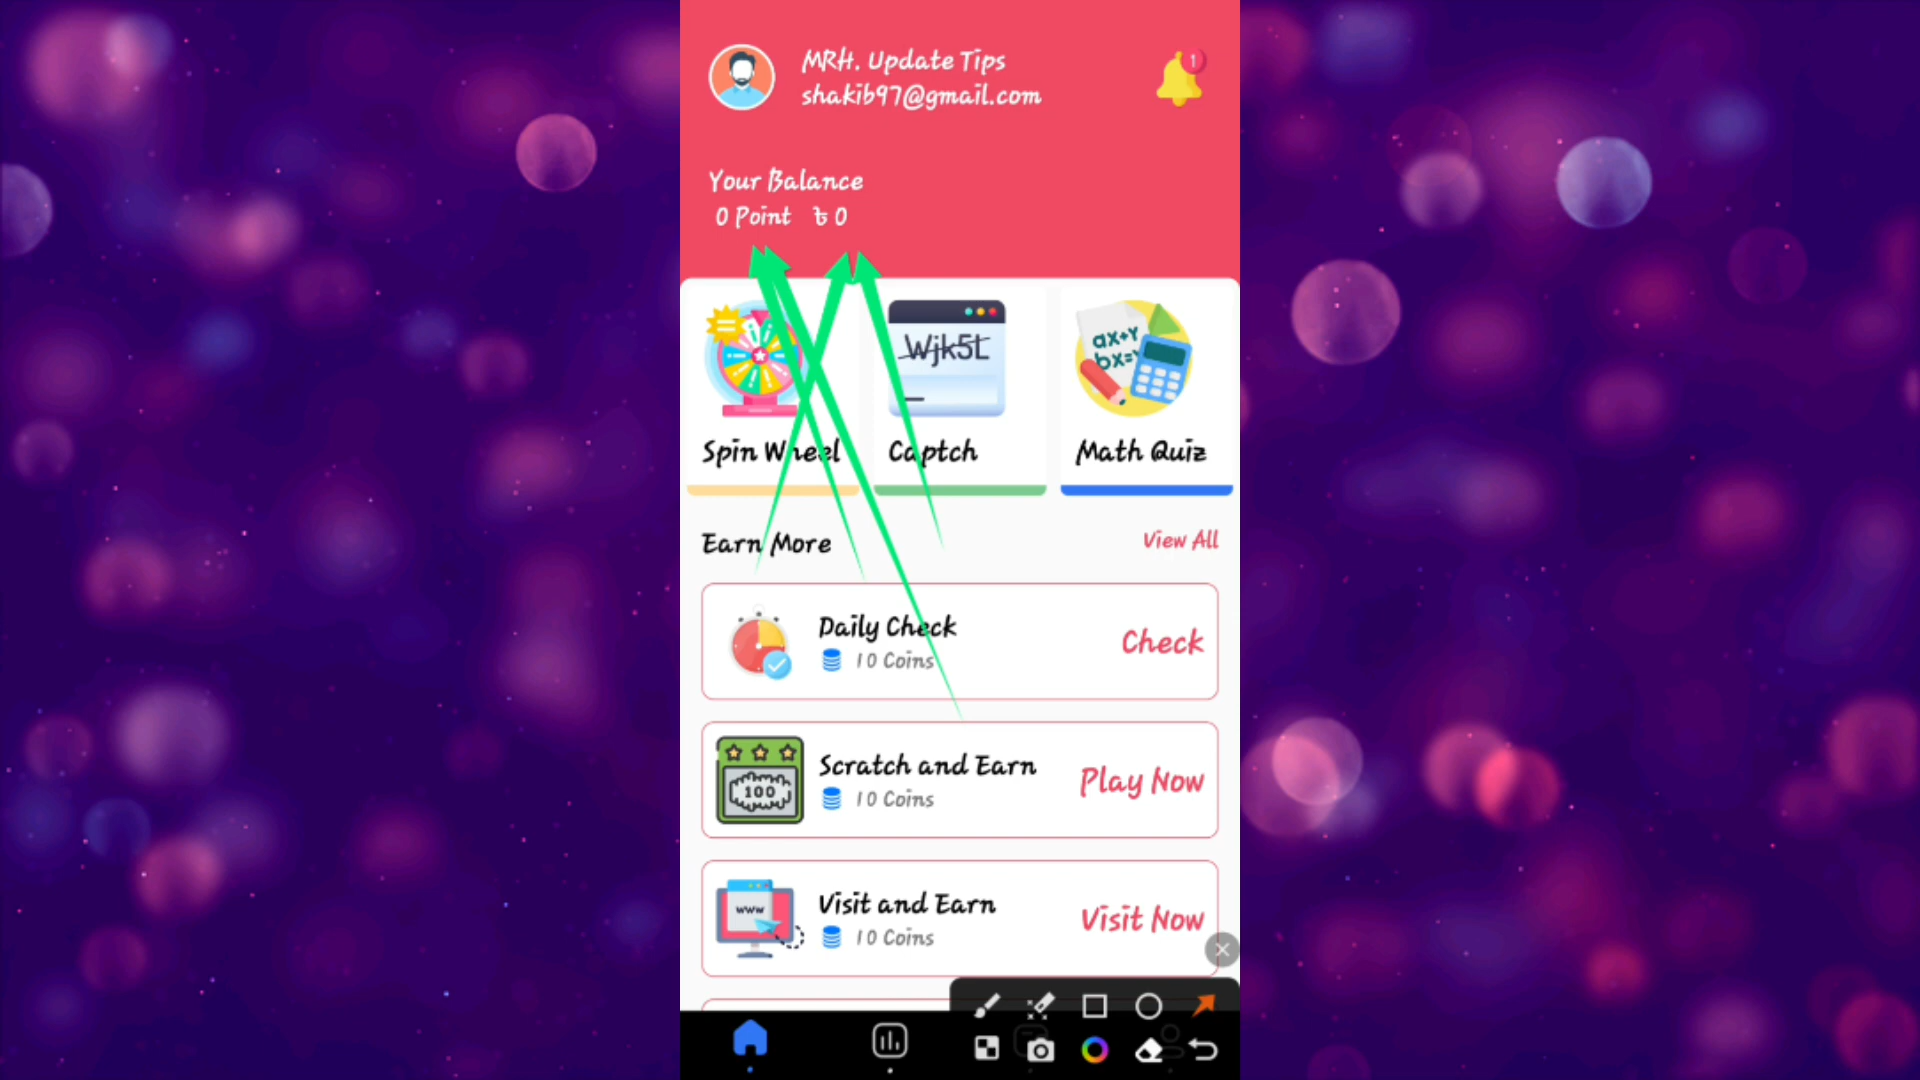 MRH. Update Tips
shakib97@gmail.com
1
Your Balance
0 Point ৳ 0
Wjk5L
ax+Y
bx=
Spin Wheel
Captch
Math Quiz
Earn More
View All
Daily Check
10 Coins
Check
100
Scratch and Earn
10 Coins
Play Now
www
Visit and Earn
10 Coins
Visit Now